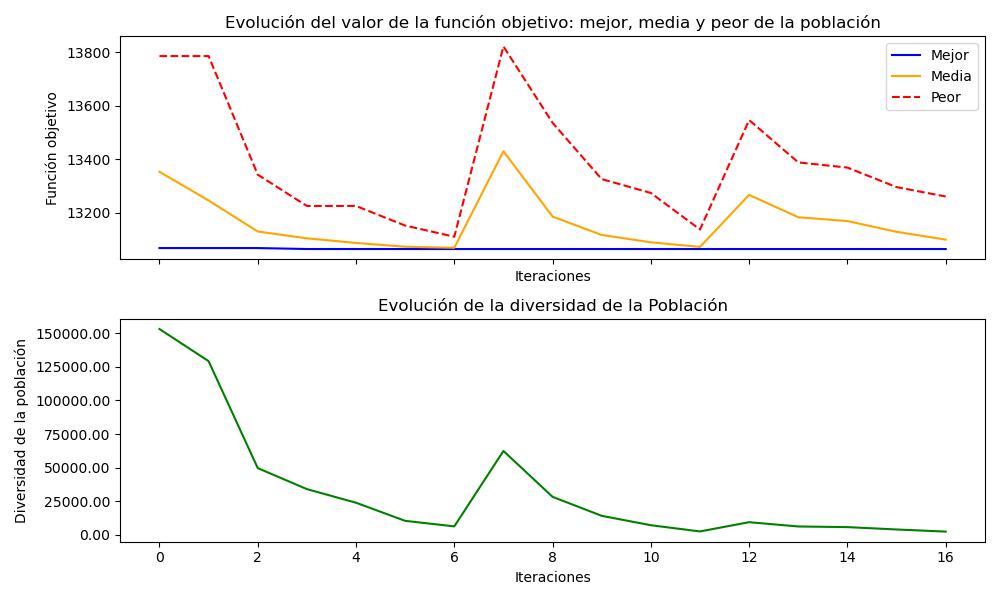 Evolución del valor de la función objetivo: mejor, media y peor de la población
13800
13600
13400
13200
Función objetivo
Mejor
Media
Peor
Iteraciones
Evolución de la diversidad de la Población
150000.00
125000.00
100000.00
75000.00
50000.00
25000.00
0.00
Diversidad de la población
0 2 4 6 8 10 12 14 16
Iteraciones